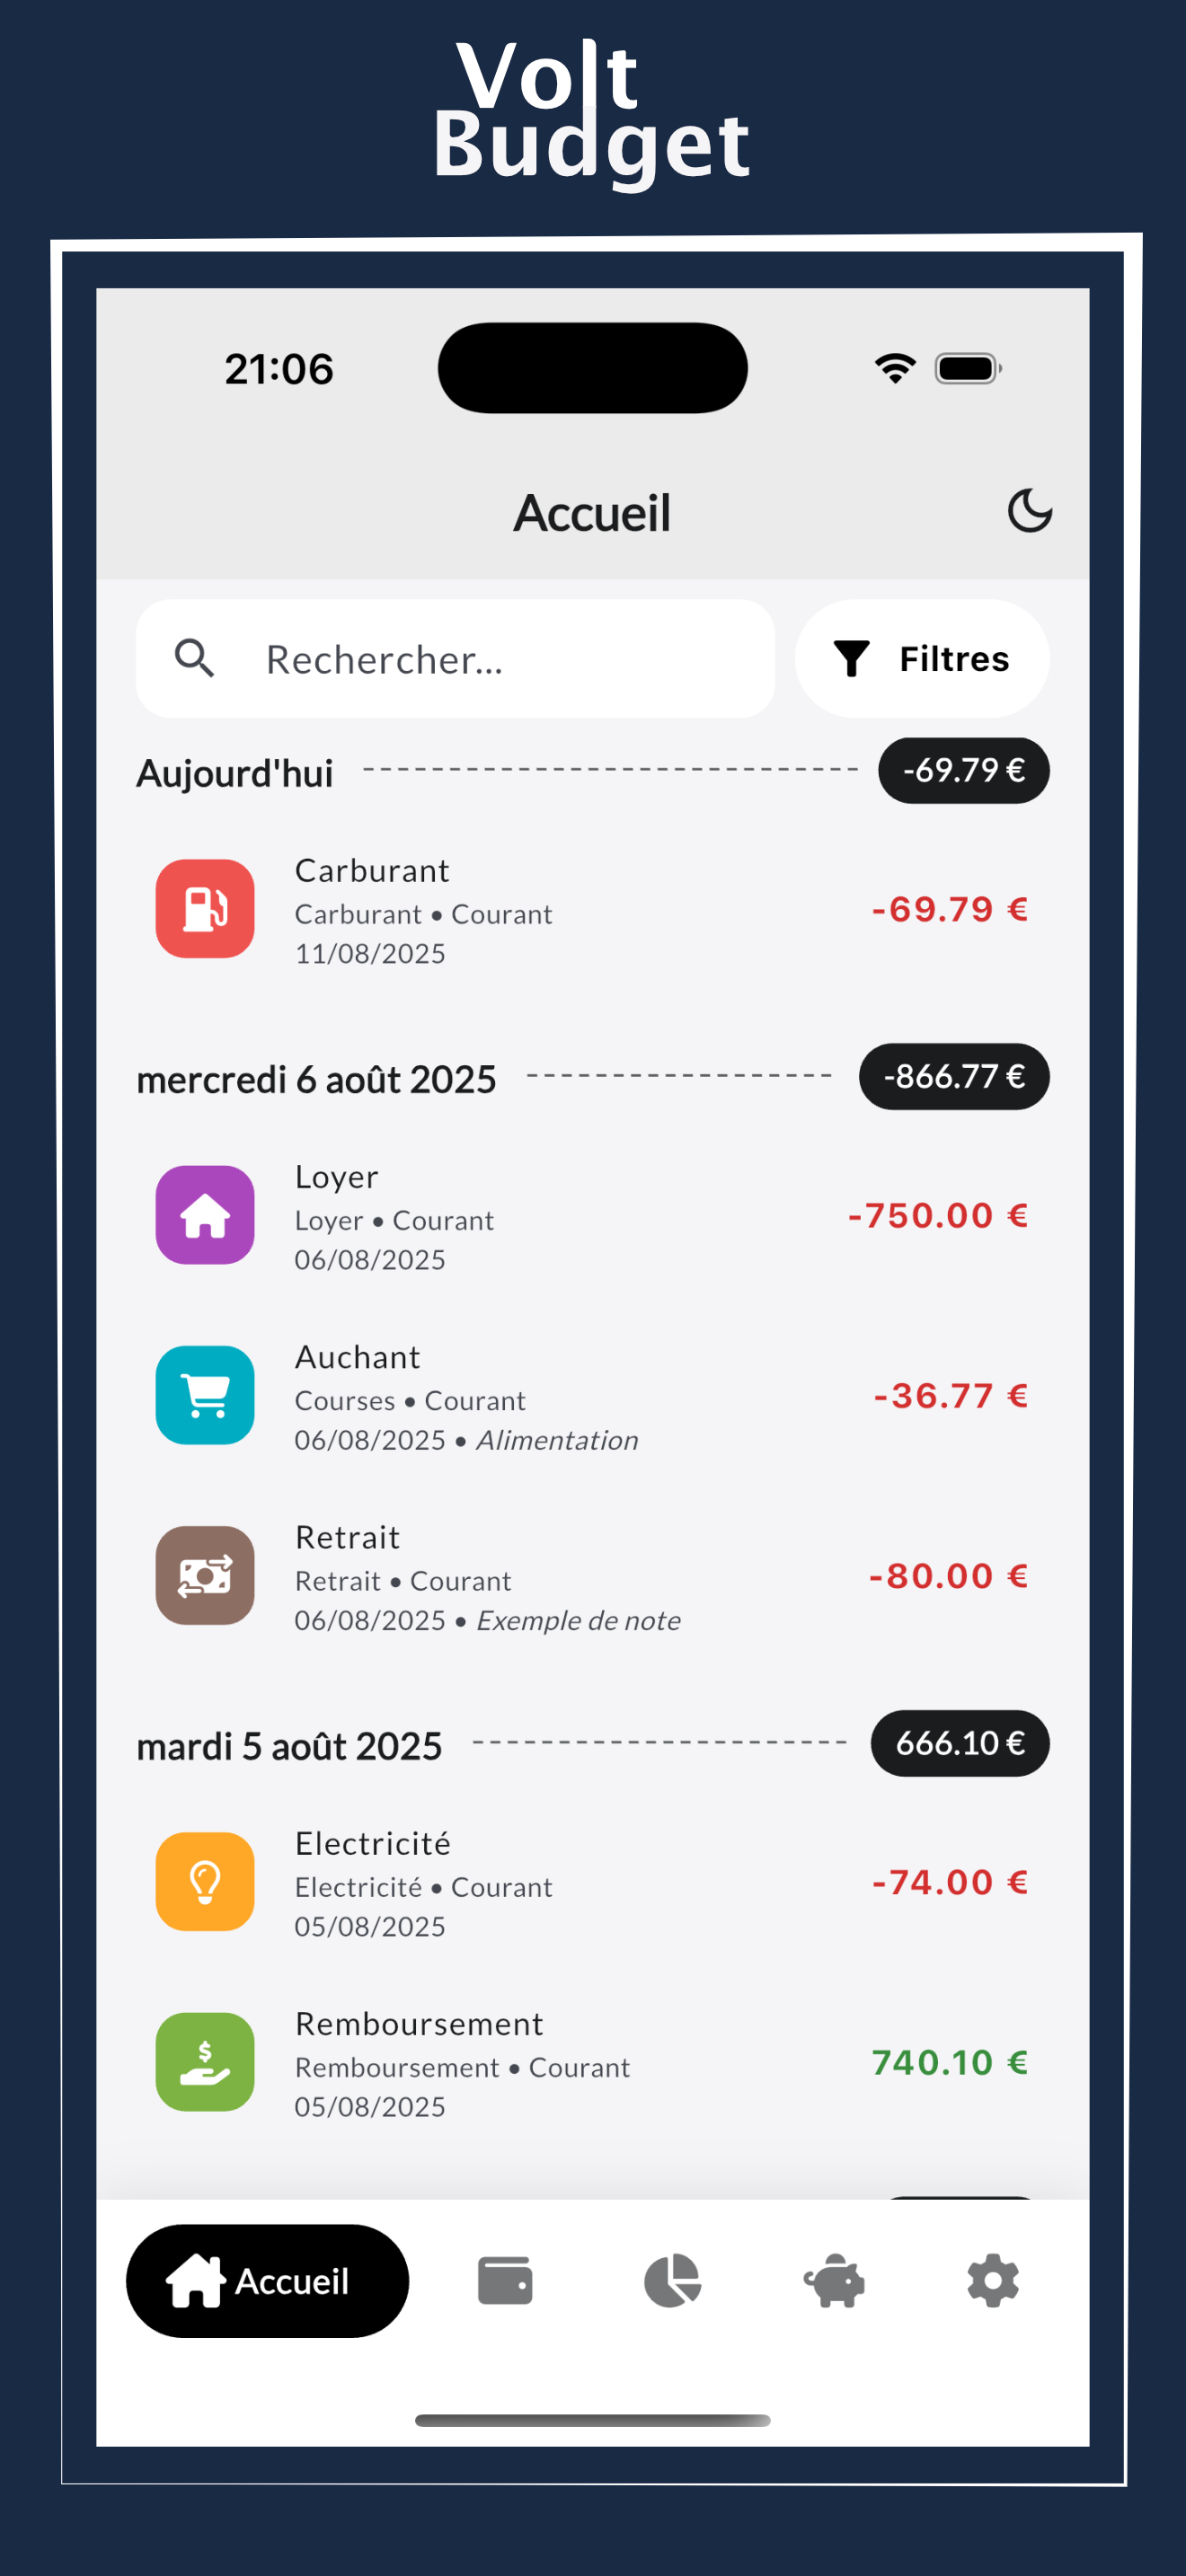 Volt
Budget
21:06
Accueil
Rechercher...
Filtres
Aujourd'hui
-69.79 €
Carburant
Carburant • Courant
-69.79 €
11/08/2025
mercredi 6 août 2025
-866.77 €
Loyer
Loyer • Courant
-750.00 €
06/08/2025
Auchant
Courses • Courant
-36.77 €
06/08/2025 • Alimentation
Retrait
Retrait • Courant
-80.00 €
06/08/2025 • Exemple de note
mardi 5 août 2025
666.10 €
Electricité
Electricité • Courant
-74.00 €
05/08/2025
Remboursement
Remboursement • Courant
740.10 €
05/08/2025
Accueil